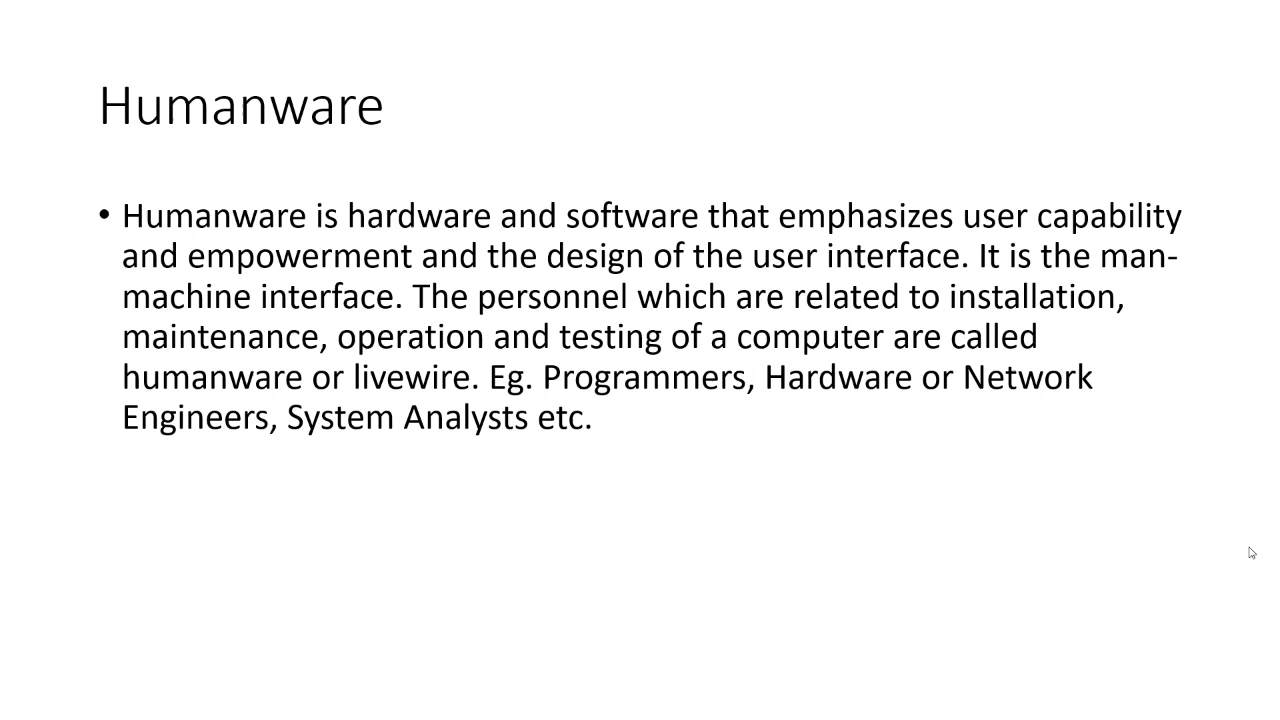 Humanware
• Humanware is hardware and software that emphasizes user capability
and empowerment and the design of the user interface. It is the man-
machine interface. The personnel which are related to installation,
maintenance, operation and testing of a computer are called
humanware or livewire. Eg. Programmers, Hardware or Network
Engineers, System Analysts etc.